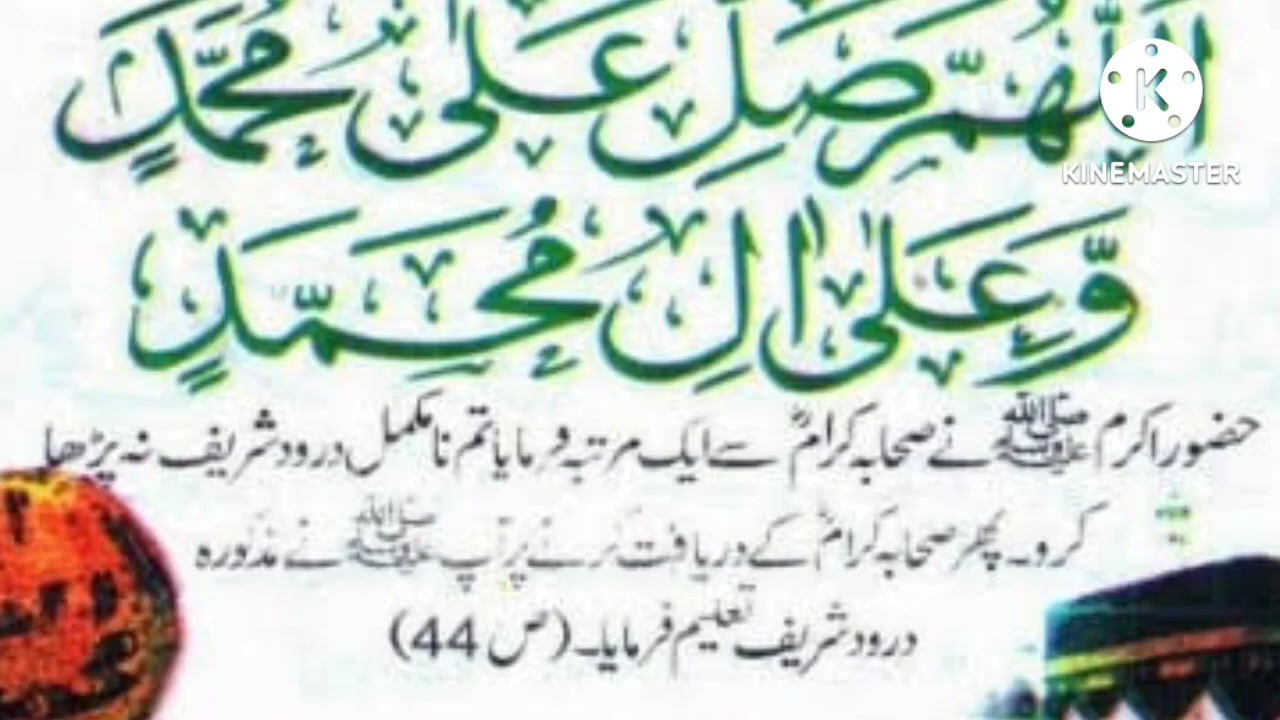 اَللّٰهُمَّ صَلِّ عَلٰى مُحَمَّدٍ
وَّعَلٰٓى اٰلِ مُحَمَّدٍ
حضور اکرم ﷺ نے صحابہ کرامؓ سے ایک مرتبہ فرمایا تم نامکمل درود شریف نہ پڑھا
کرو۔ پھر صحابہ کرامؓ کے دریافت کرنے پر آپ ﷺ نے مذکورہ
درود شریف تعلیم فرمایا۔ (ص 44)
K
KINEMASTER